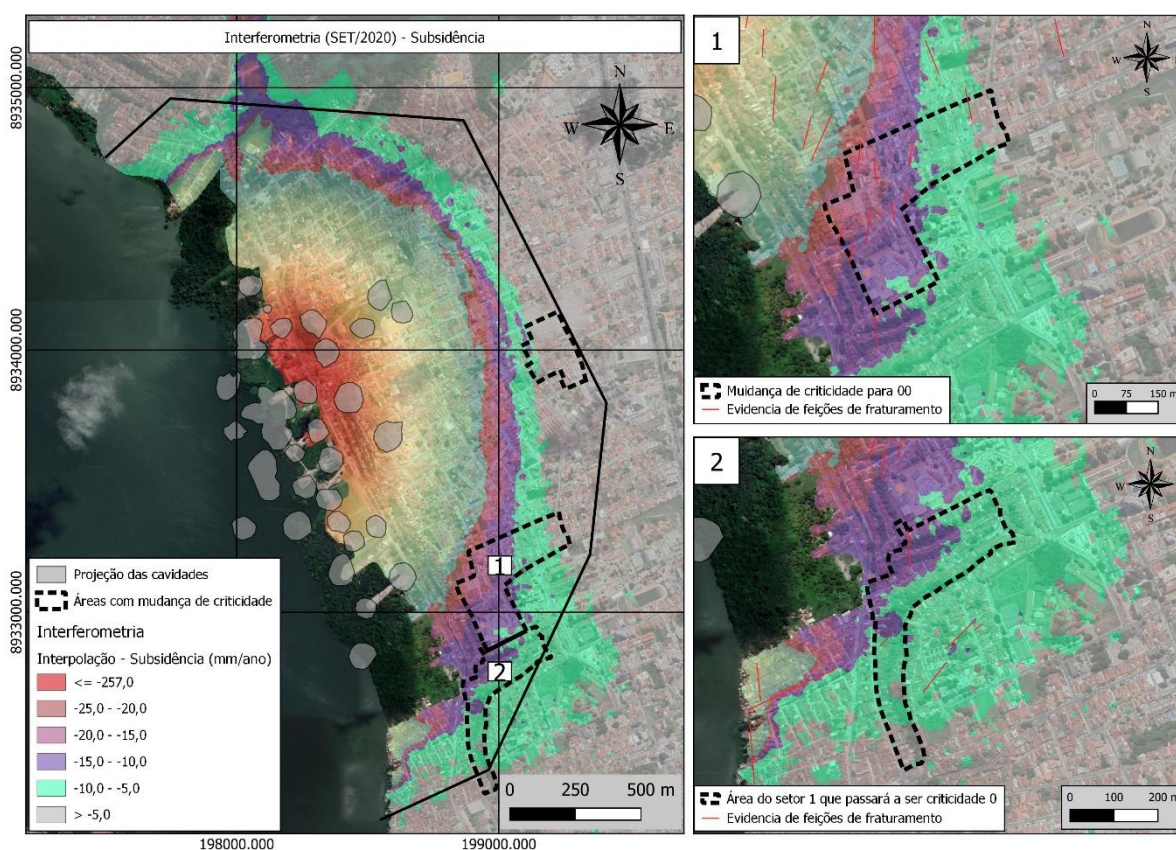 Interferometria (SET/2020) - Subsidência
N
W
E
S
8935000.000
8934000.000
8933000.000
198000.000
199000.000
1
2
Projeção das cavidades
Áreas com mudança de criticidade
Interferometria
Interpolação - Subsidência (mm/ano)
<= -257,0
-25,0 - -20,0
-20,0 - -15,0
-15,0 - -10,0
-10,0 - -5,0
> -5,0
0 250 500 m
1
N
W
S
Muidança de criticidade para 00
Evidencia de feições de fraturamento
0 75 150 m
2
N
W
S
Área do setor 1 que passará a ser criticidade 0
Evidencia de feições de fraturamento
0 100 200 m